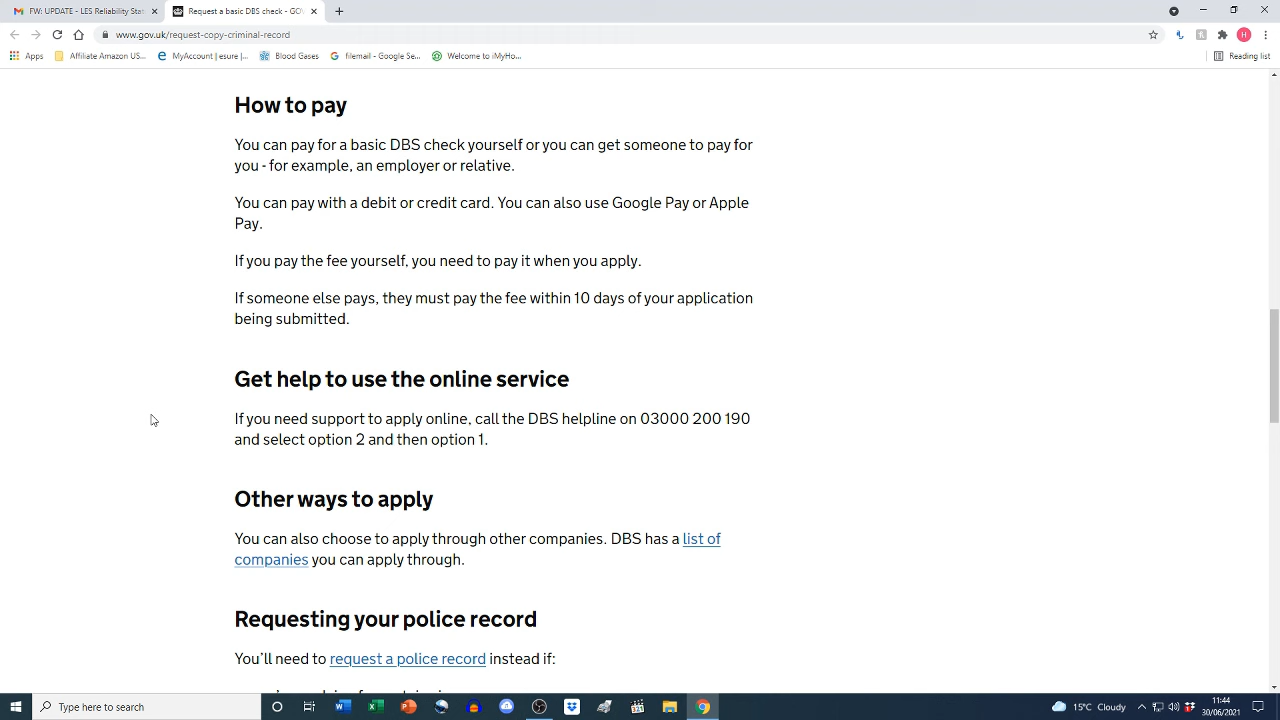 FW: UPDATE - LES Reliability Sta
Request a basic DBS check - GO
www.gov.uk/request-copy-criminal-record
H
Apps
Affiliate Amazon US...
MyAccount | esure |...
Blood Gases
filemail - Google Se...
Welcome to iMyHo...
Reading list
How to pay
You can pay for a basic DBS check yourself or you can get someone to pay for
you - for example, an employer or relative.
You can pay with a debit or credit card. You can also use Google Pay or Apple
Pay.
If you pay the fee yourself, you need to pay it when you apply.
If someone else pays, they must pay the fee within 10 days of your application
being submitted.
Get help to use the online service
If you need support to apply online, call the DBS helpline on 03000 200 190
and select option 2 and then option 1.
Other ways to apply
You can also choose to apply through other companies. DBS has a list of
companies you can apply through.
Requesting your police record
You'll need to request a police record instead if:
Type here to search
15°C Cloudy
11:44
30/06/2021